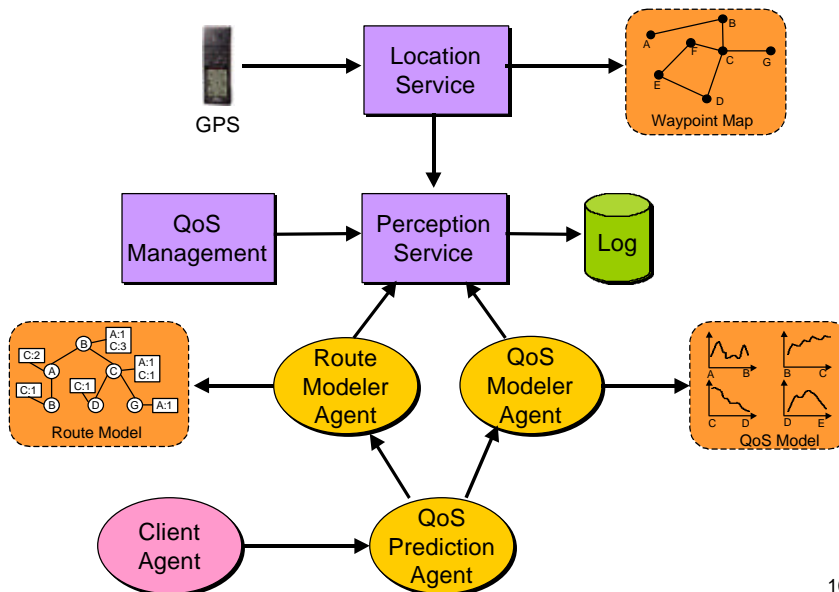 GPS
Location
Service
B
A
F
C
G
E
D
Waypoint Map
QoS
Management
Perception
Service
Log
B
A:1
C:3
C:2
A
C
A:1
C:1
C:1
B
C:1
D
G
A:1
Route Model
Route
Modeler
Agent
QoS
Modeler
Agent
A B
B C
C D
D E
QoS Model
Client
Agent
QoS
Prediction
Agent